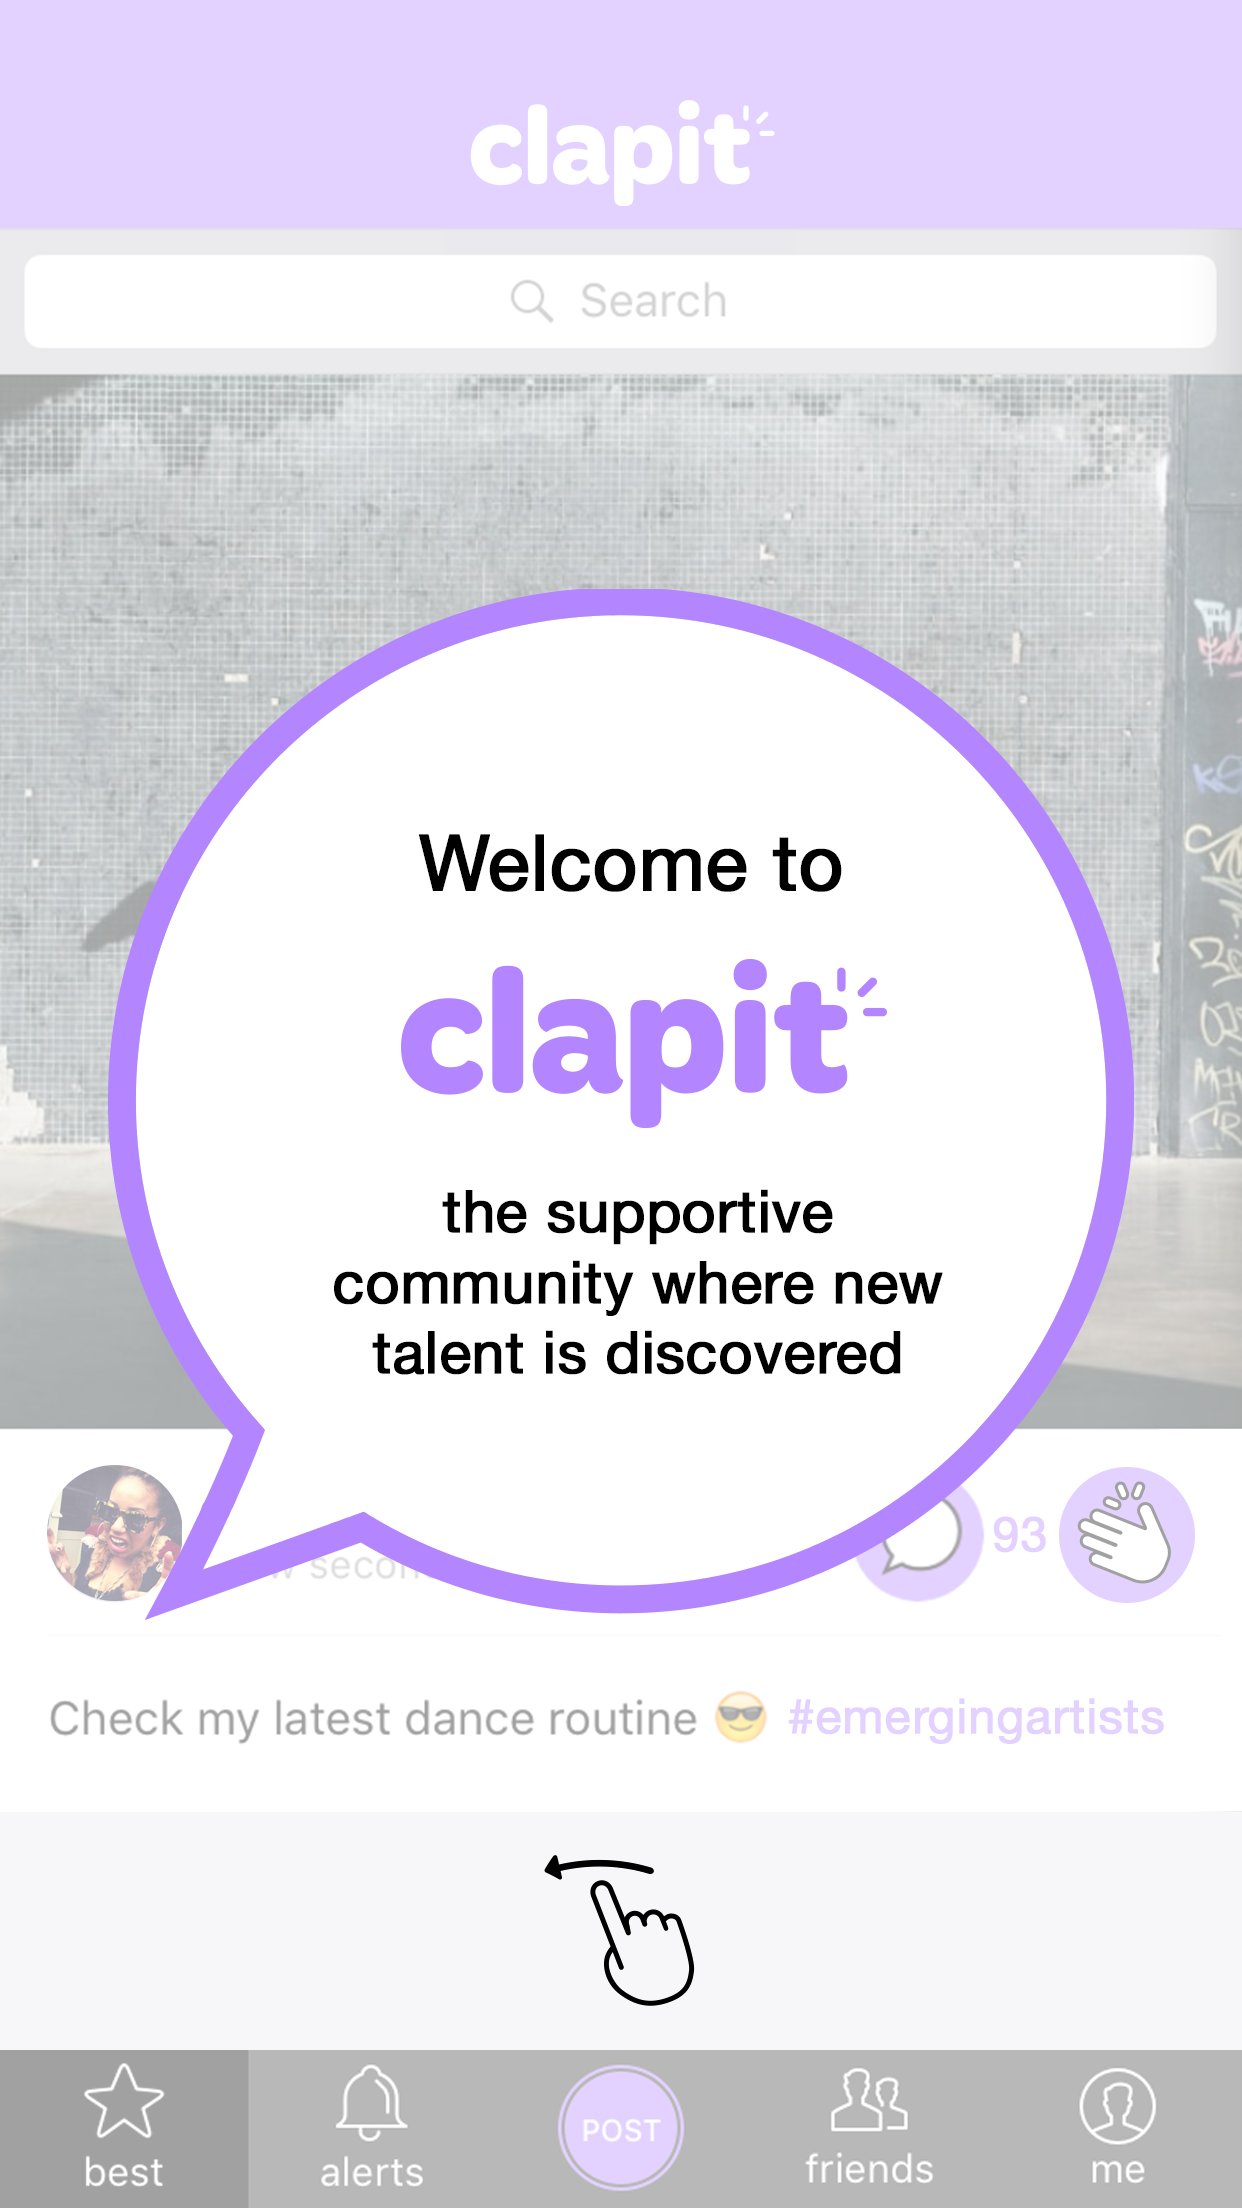 clapit
Search
Welcome to
clapit
the supportive
community where new
talent is discovered
93
Check my latest dance routine 😎 #emergingartists
best
alerts
POST
friends
me